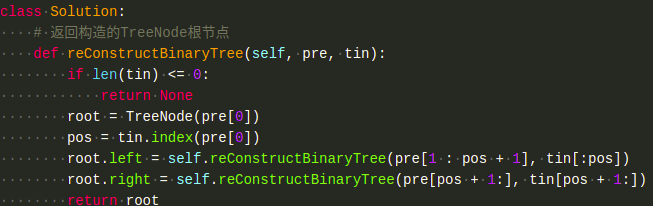 class Solution:
    # 返回构造的TreeNode根节点
    def reConstructBinaryTree(self, pre, tin):
        if len(tin) <= 0:
            return None
        root = TreeNode(pre[0])
        pos = tin.index(pre[0])
        root.left = self.reConstructBinaryTree(pre[1 : pos + 1], tin[:pos])
        root.right = self.reConstructBinaryTree(pre[pos + 1:], tin[pos + 1:])
        return root